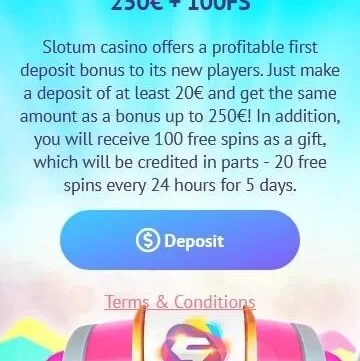 250€ + 100FS
Slotum casino offers a profitable first
deposit bonus to its new players. Just make
a deposit of at least 20€ and get the same
amount as a bonus up to 250€! In addition,
you will receive 100 free spins as a gift,
which will be credited in parts - 20 free
spins every 24 hours for 5 days.
Deposit
Terms & Conditions